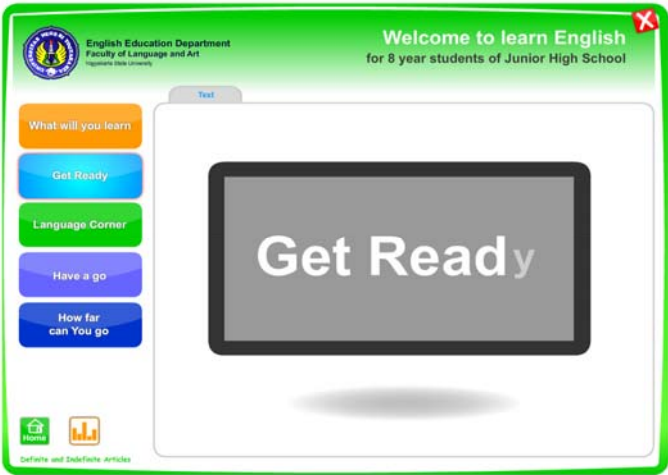 English Education Department
Faculty of Language and Art
Yogyakarta State University
Welcome to learn English
for 8 year students of Junior High School
Text
What will you learn
Get Ready
Language Corner
Have a go
How far
can You go
Get Ready
Home
Definite and Indefinite Articles